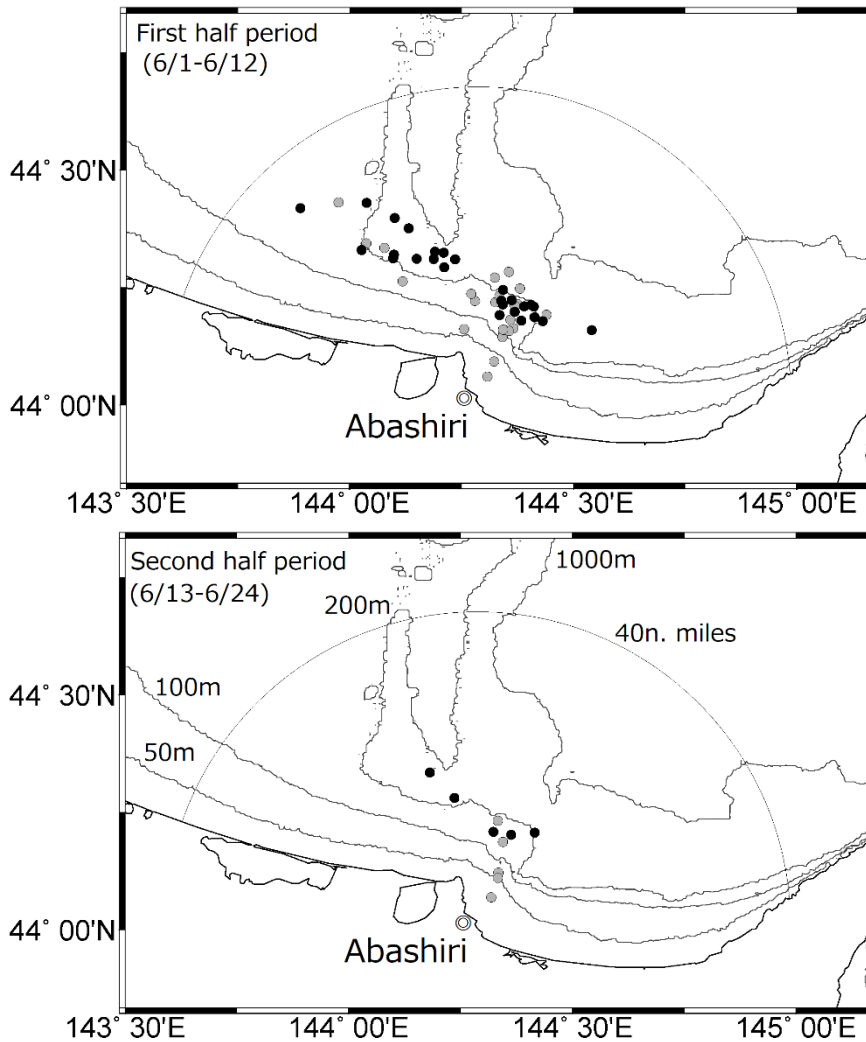 First half period
(6/1-6/12)
44° 30'N
44° 00'N
Abashiri
143° 30'E
144° 00'E
144° 30'E
145° 00'E
Second half period
(6/13-6/24)
1000m
200m
40n. miles
100m
50m
44° 30'N
44° 00'N
Abashiri
143° 30'E
144° 00'E
144° 30'E
145° 00'E